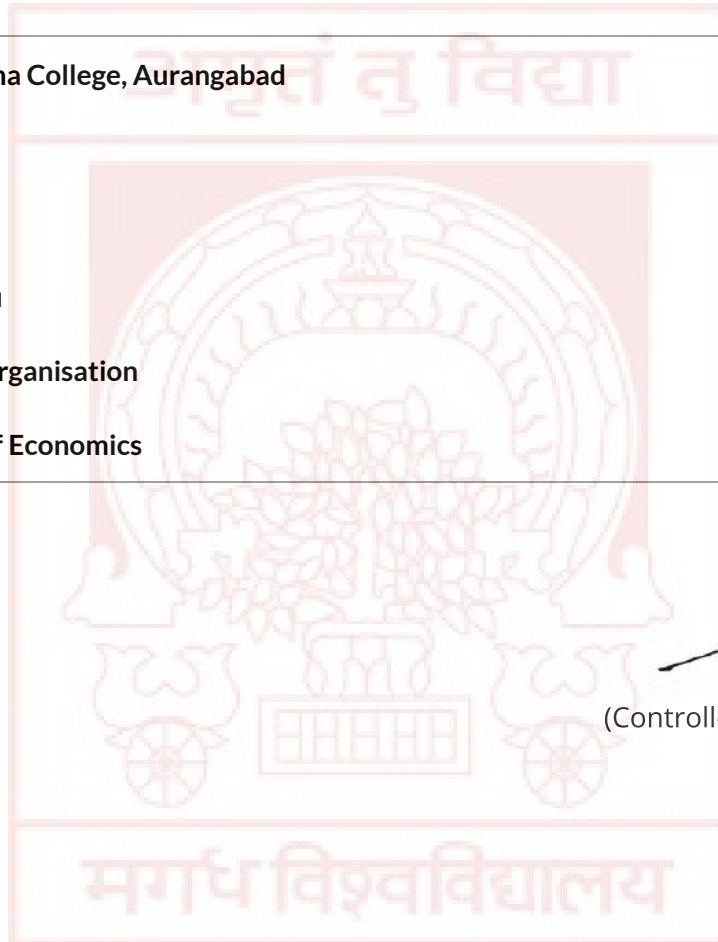 अमृतं तु विद्या
na College, Aurangabad
rganisation
f Economics
(Controll
मगध विश्वविद्यालय